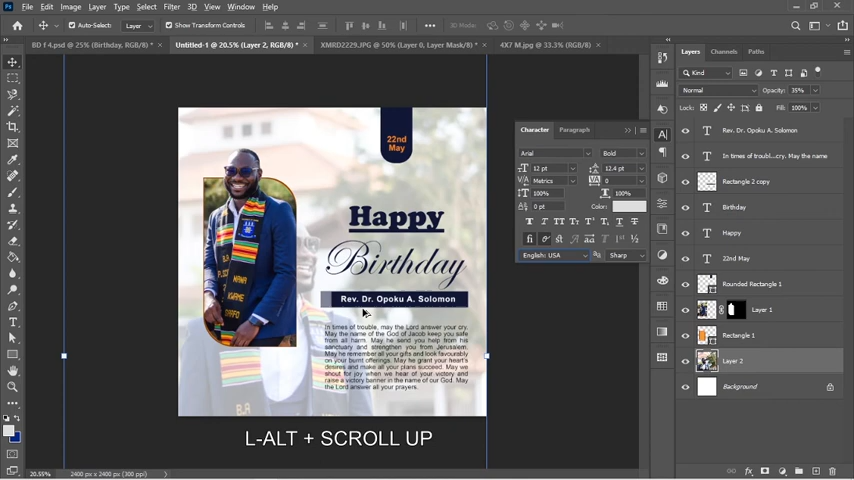 File Edit Image Layer Type Select Filter 3D View Plugins Window Help
Auto-Select: Layer Show Transform Controls 3D Mode:
BD f 4.psd @ 25% (Birthday, RGB/8) *
Untitled-1 @ 20.5% (Layer 2, RGB/8) *
XMRD2229.JPG @ 50% (Layer 0, Layer Mask/8) *
4X7 M.jpg @ 33.3% (RGB/8)
22nd
May
Happy
Birthday
Rev. Dr. Opoku A. Solomon
In times of trouble, may the Lord answer your cry.
May the name of the God of Jacob keep you safe
from all harm. May he send you help from his
sanctuary and strengthen you from Jerusalem.
May he remember all your gifts and look favourably
on your burnt offerings. May he grant your heart's
desires and make all your plans succeed. May we
shout for joy when we hear of your victory and
raise a victory banner in the name of our God. May
the Lord answer all your prayers.
L-ALT + SCROLL UP
Character Paragraph
Arial Bold
12 pt 12.4 pt
Metrics 0
100% 100%
0 pt Color:
English: USA Sharp
Layers Channels Paths
Kind
Normal Opacity: 35%
Lock: Fill: 100%
Rev. Dr. Opoku A. Solomon
In times of troubl...cry. May the name
Rectangle 2 copy
Birthday
Happy
22nd May
Rounded Rectangle 1
Layer 1
Rectangle 1
Layer 2
Background
20.55% 2400 px x 2400 px (300 ppi)